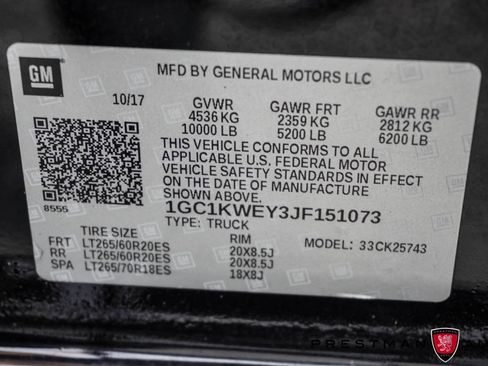 GM
MFD BY GENERAL MOTORS LLC
10/17
GVWR GAWR FRT GAWR RR
4536 KG 2359 KG 2812 KG
10000 LB 5200 LB 6200 LB
THIS VEHICLE CONFORMS TO ALL
APPLICABLE U.S. FEDERAL MOTOR
VEHICLE SAFETY STANDARDS IN EFFECT
ON THE DATE OF MANUFACTURE SHOWN ABOVE.
8555
1GC1KWEY3JF151073
TYPE: TRUCK
TIRE SIZE RIM MODEL: 33CK25743
FRT LT265/60R20ES 20X8.5J
RR LT265/60R20ES 20X8.5J
SPA LT265/70R18ES 18X8J
PRESTMAN